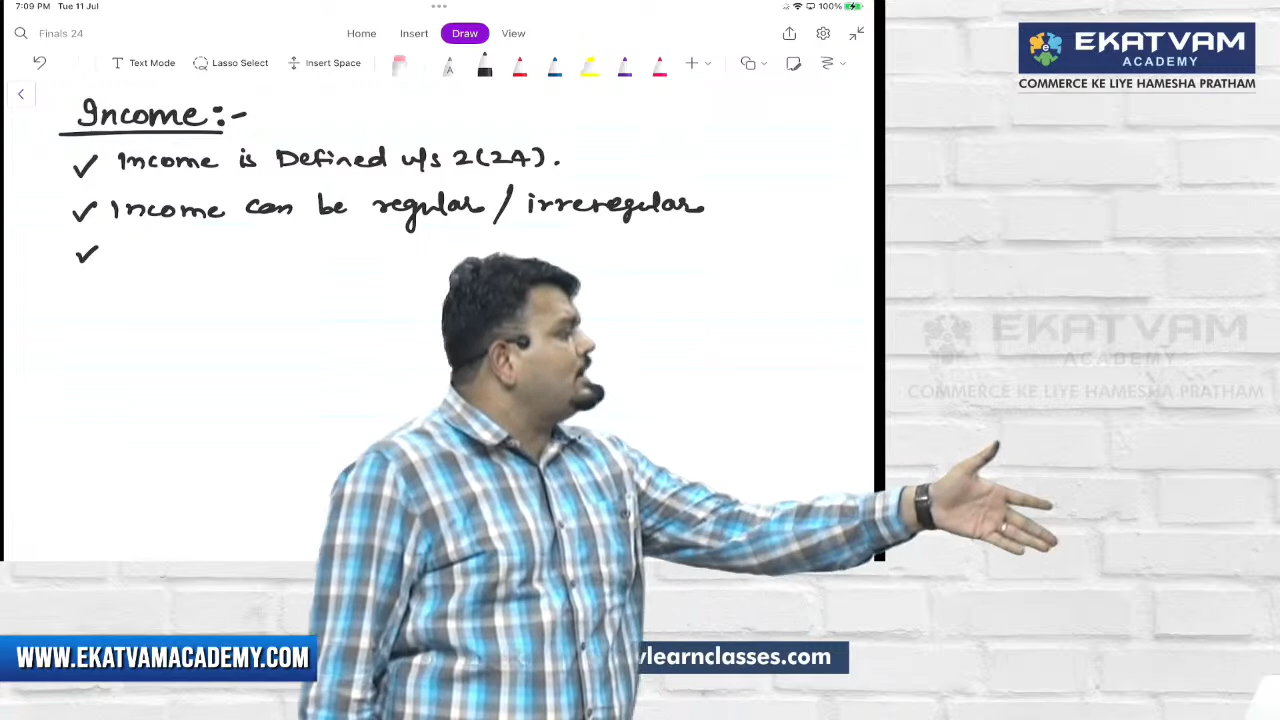 7:09 PM Tue 11 Jul
100%
Finals 24
Home Insert Draw View
Text Mode Lasso Select Insert Space
Income :-
Income is Defined u/s 2(24).
Income can be regular / irreregular
EKATVAM
ACADEMY
COMMERCE KE LIYE HAMESHA PRATHAM
EKATVAM
ACADEMY
COMMERCE KE LIYE HAMESHA PRATHAM
WWW.EKATVAMACADEMY.COM
ylearnclasses.com